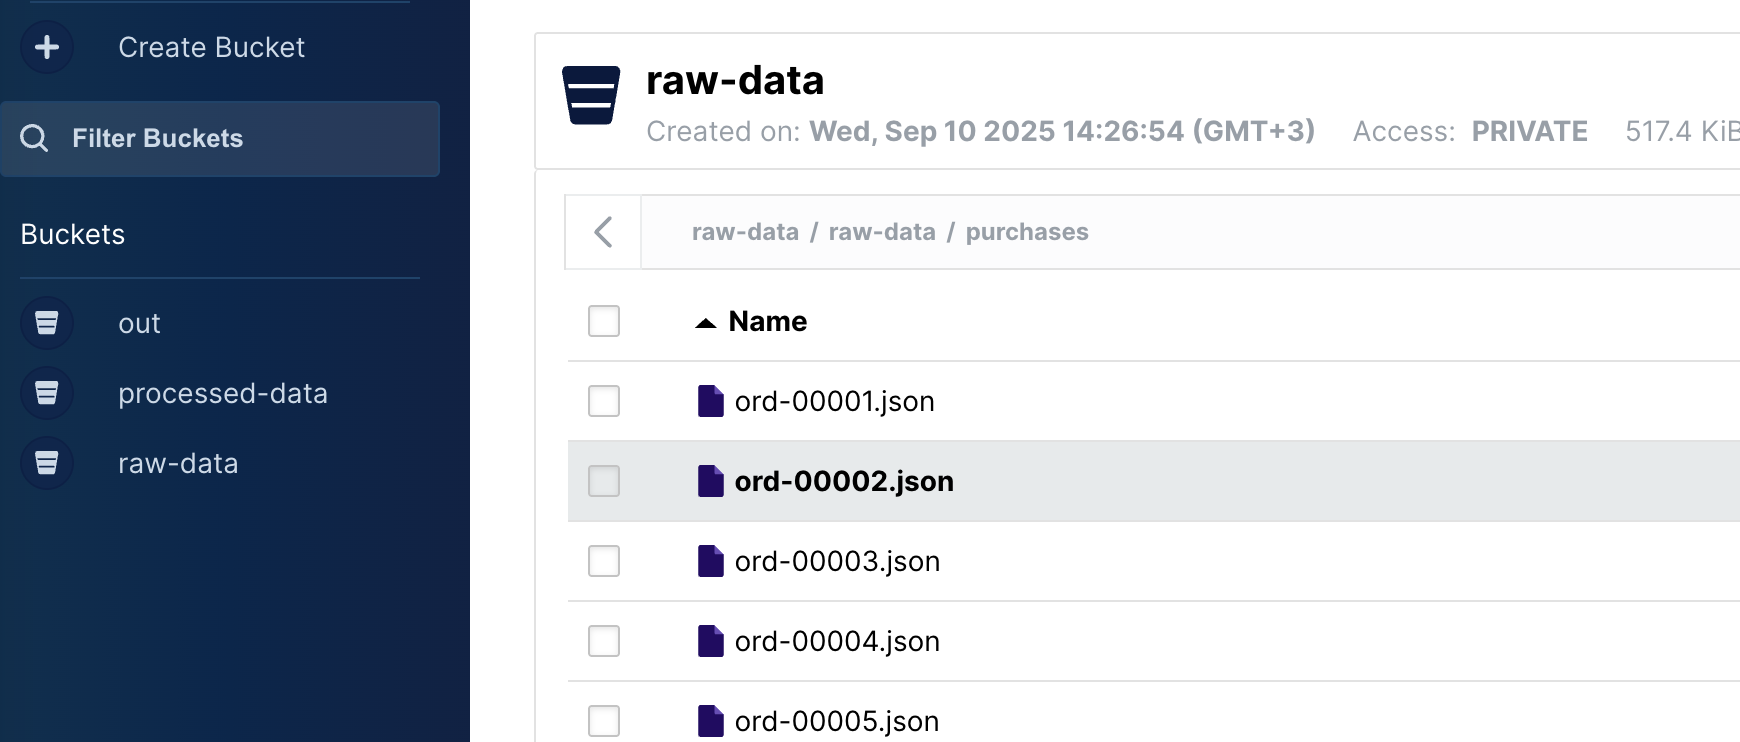 Create Bucket
Filter Buckets
Buckets
out
processed-data
raw-data
raw-data
Created on: Wed, Sep 10 2025 14:26:54 (GMT+3) Access: PRIVATE 517.4 KiB
raw-data / raw-data / purchases
Name
ord-00001.json
ord-00002.json
ord-00003.json
ord-00004.json
ord-00005.json